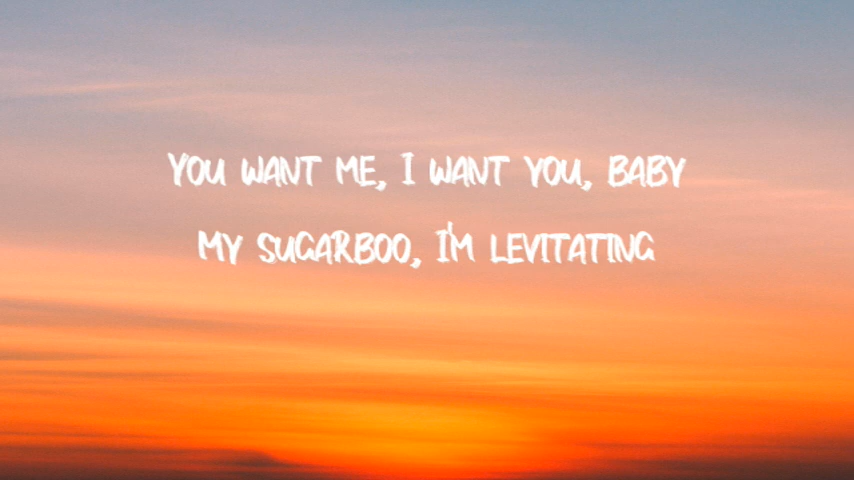 YOU WANT ME, I WANT YOU, BABY
MY SUGARBOO, I'M LEVITATING